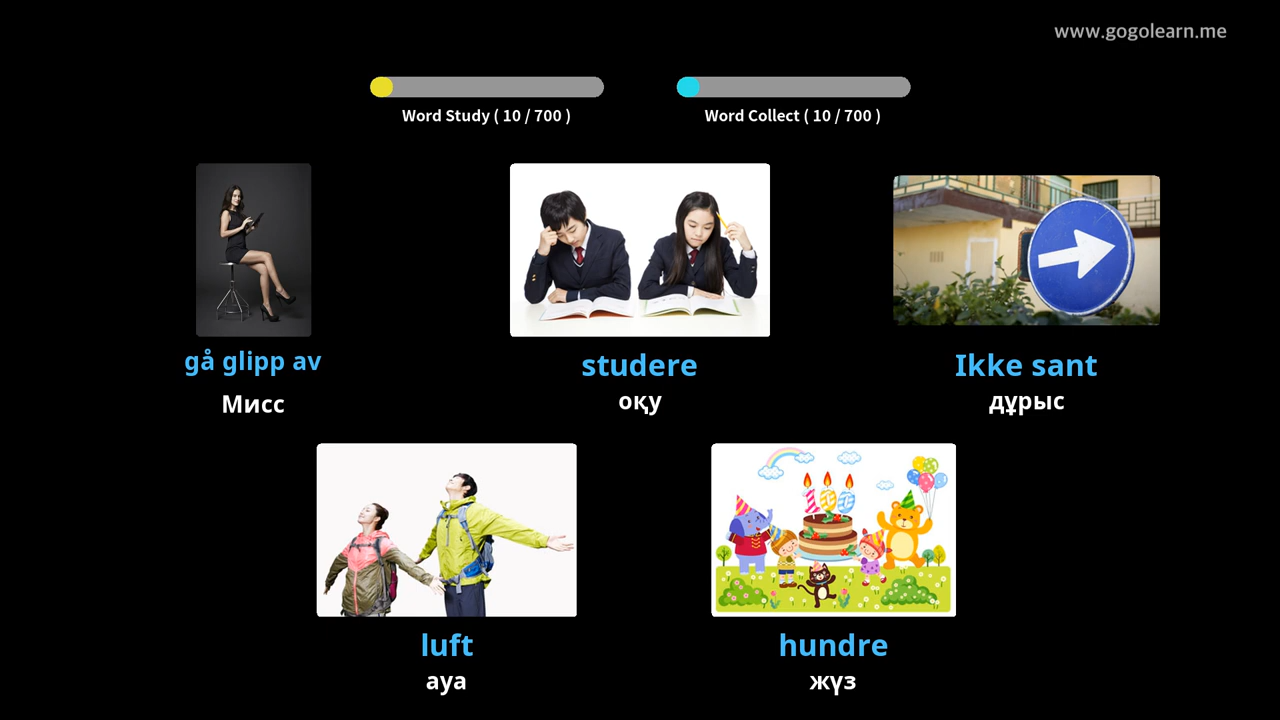 www.gogolearn.me
Word Study ( 10 / 700 )
Word Collect ( 10 / 700 )
gå glipp av
Мисс
studere
оқу
Ikke sant
дұрыс
luft
ауа
100
hundre
жүз